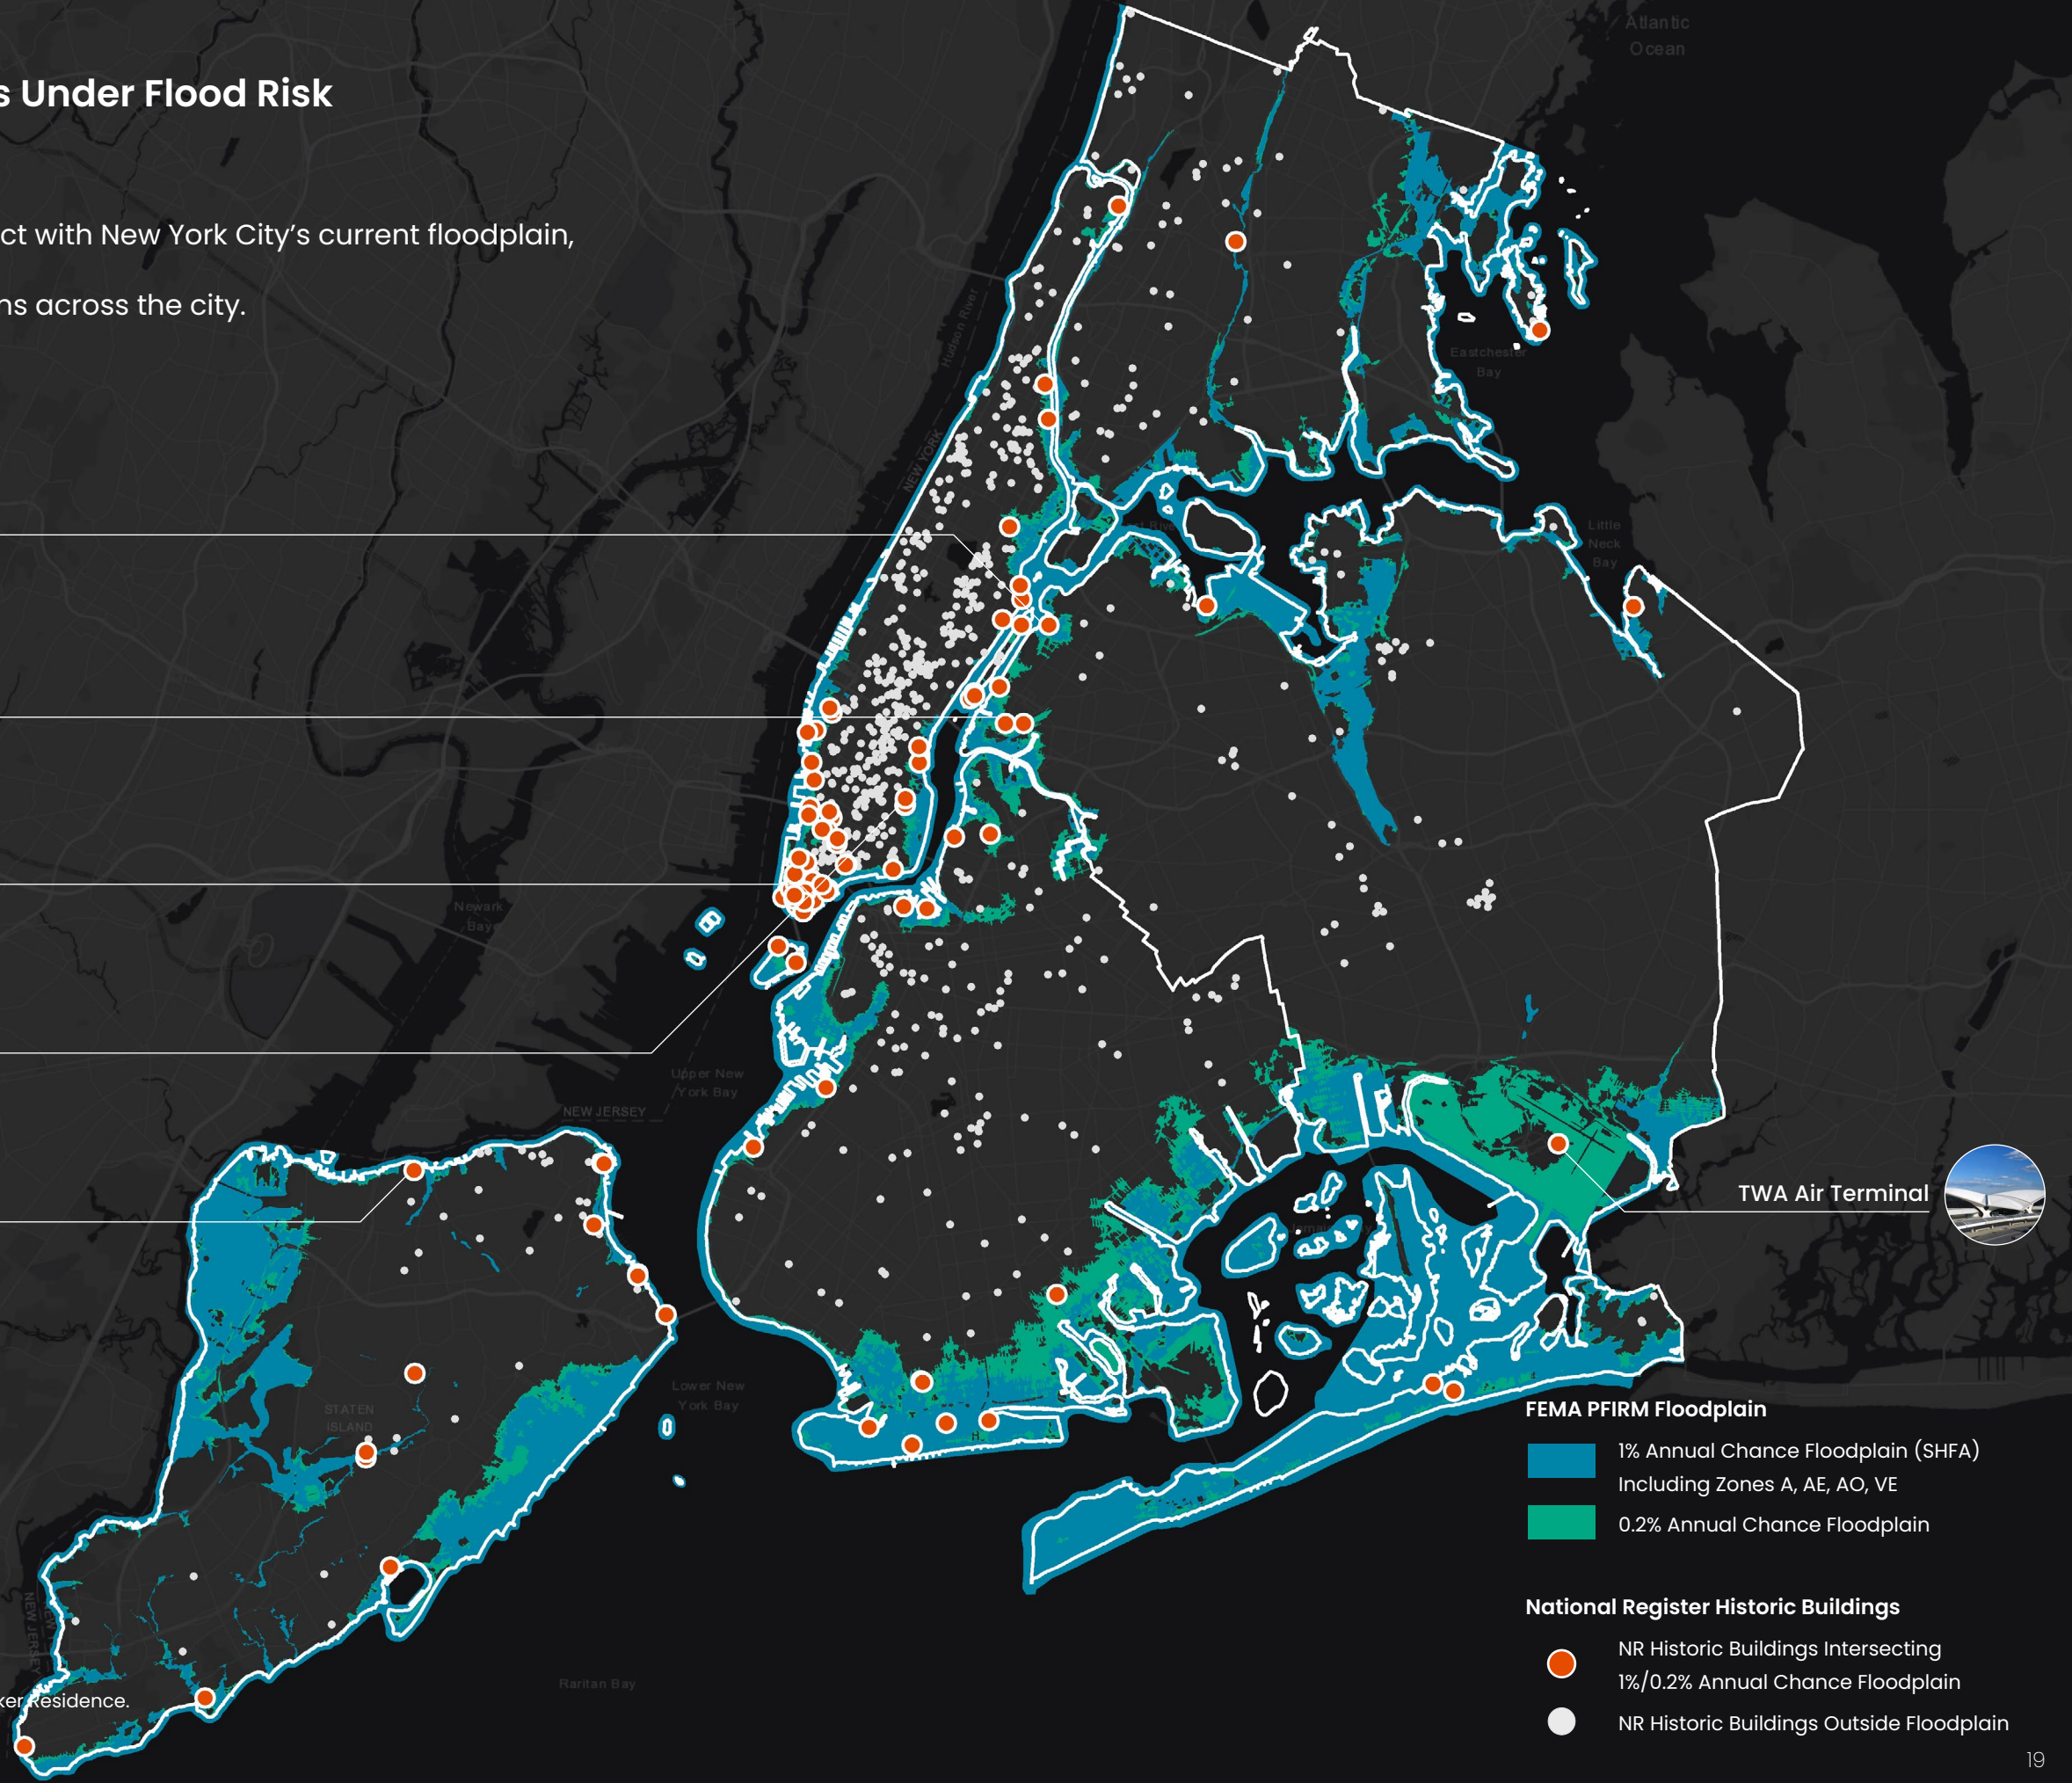 s Under Flood Risk
ct with New York City's current floodplain,
ns across the city.
Atlantic
Ocean
Hudson River
Eastchester
Bay
NEW YORK
Little
Neck
Bay
Newark
Bay
Upper New
York Bay
NEW JERSEY
TWA Air Terminal
Lower New
York Bay
STATEN
ISLAND
FEMA PFIRM Floodplain
1% Annual Chance Floodplain (SHFA)
Including Zones A, AE, AO, VE
0.2% Annual Chance Floodplain
NEW JERSEY
National Register Historic Buildings
NR Historic Buildings Intersecting
1%/0.2% Annual Chance Floodplain
NR Historic Buildings Outside Floodplain
Raritan Bay
ker Residence.
19